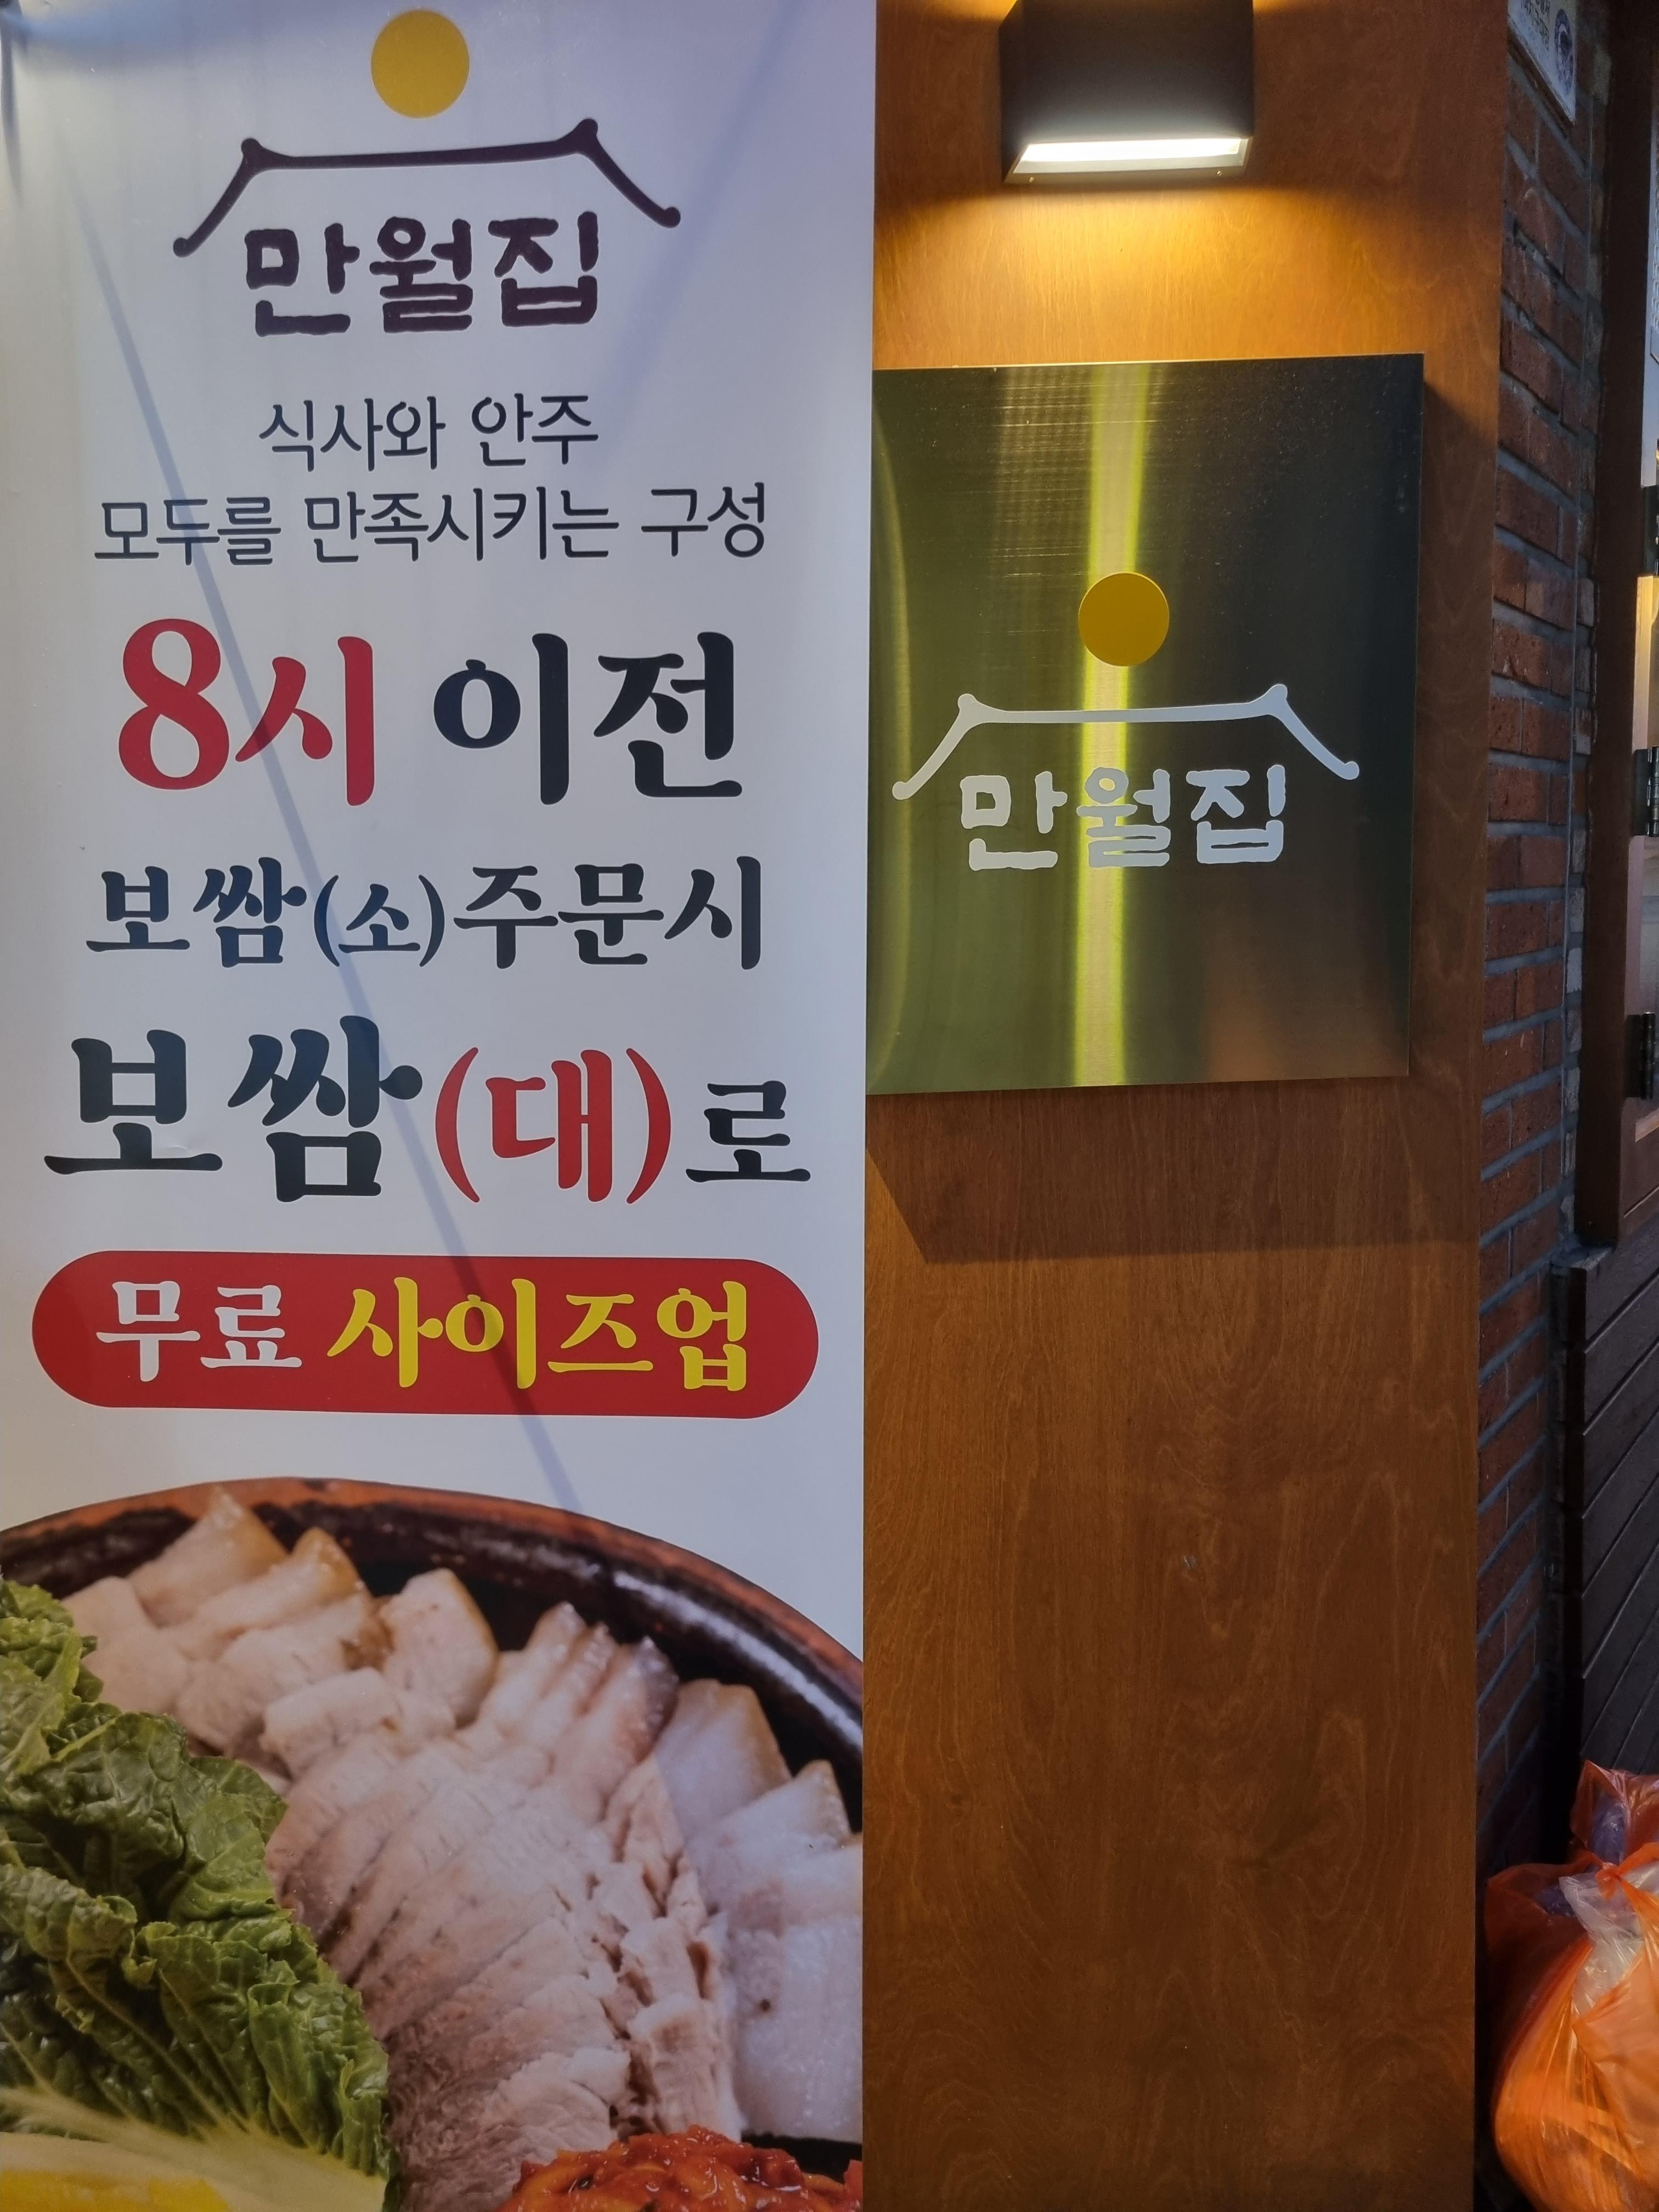 만월집
식사와 안주
모두를 만족시키는 구성
8시 이전
보쌈(소)주문시
보쌈(대)로
무료 사이즈업
만월집